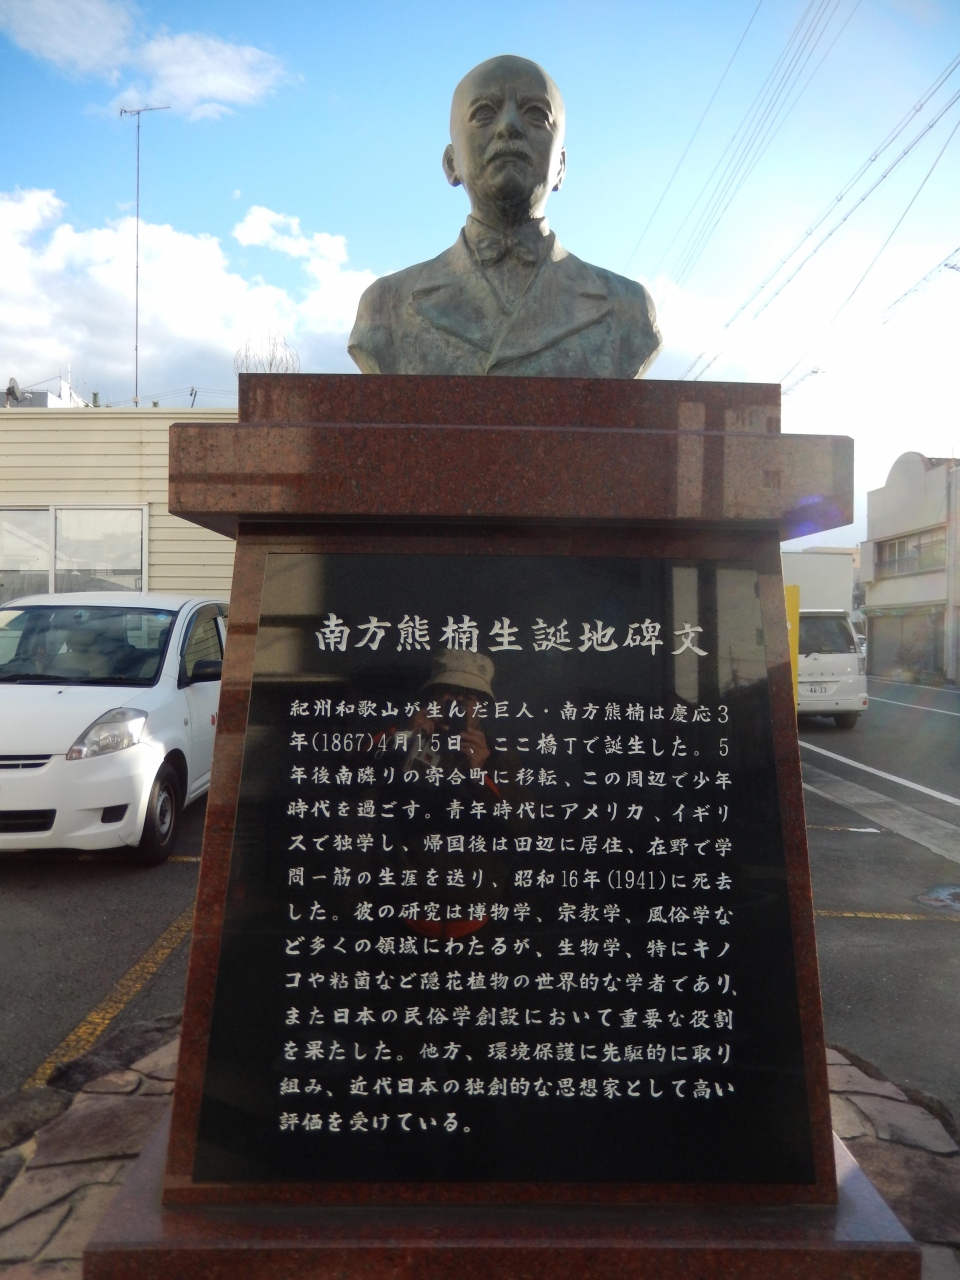 南方熊楠生誕地碑文
紀州和歌山が生んだ巨人・南方熊楠は慶応3
年(1867)4月15日、ここ橋丁で誕生した。5
年後南隣りの寄合町に移転、この周辺で少年
時代を過ごす。青年時代にアメリカ、イギリ
スで独学し、帰国後は田辺に居住、在野で学
問一筋の生涯を送り、昭和16年(1941)に死去
した。彼の研究は博物学、宗教学、風俗学な
ど多くの領域にわたるが、生物学、特にキノ
コや粘菌など隠花植物の世界的な学者であり、
また日本の民俗学創設において重要な役割
を果たした。他方、環境保護に先駆的に取り
組み、近代日本の独創的な思想家として高い
評価を受けている。